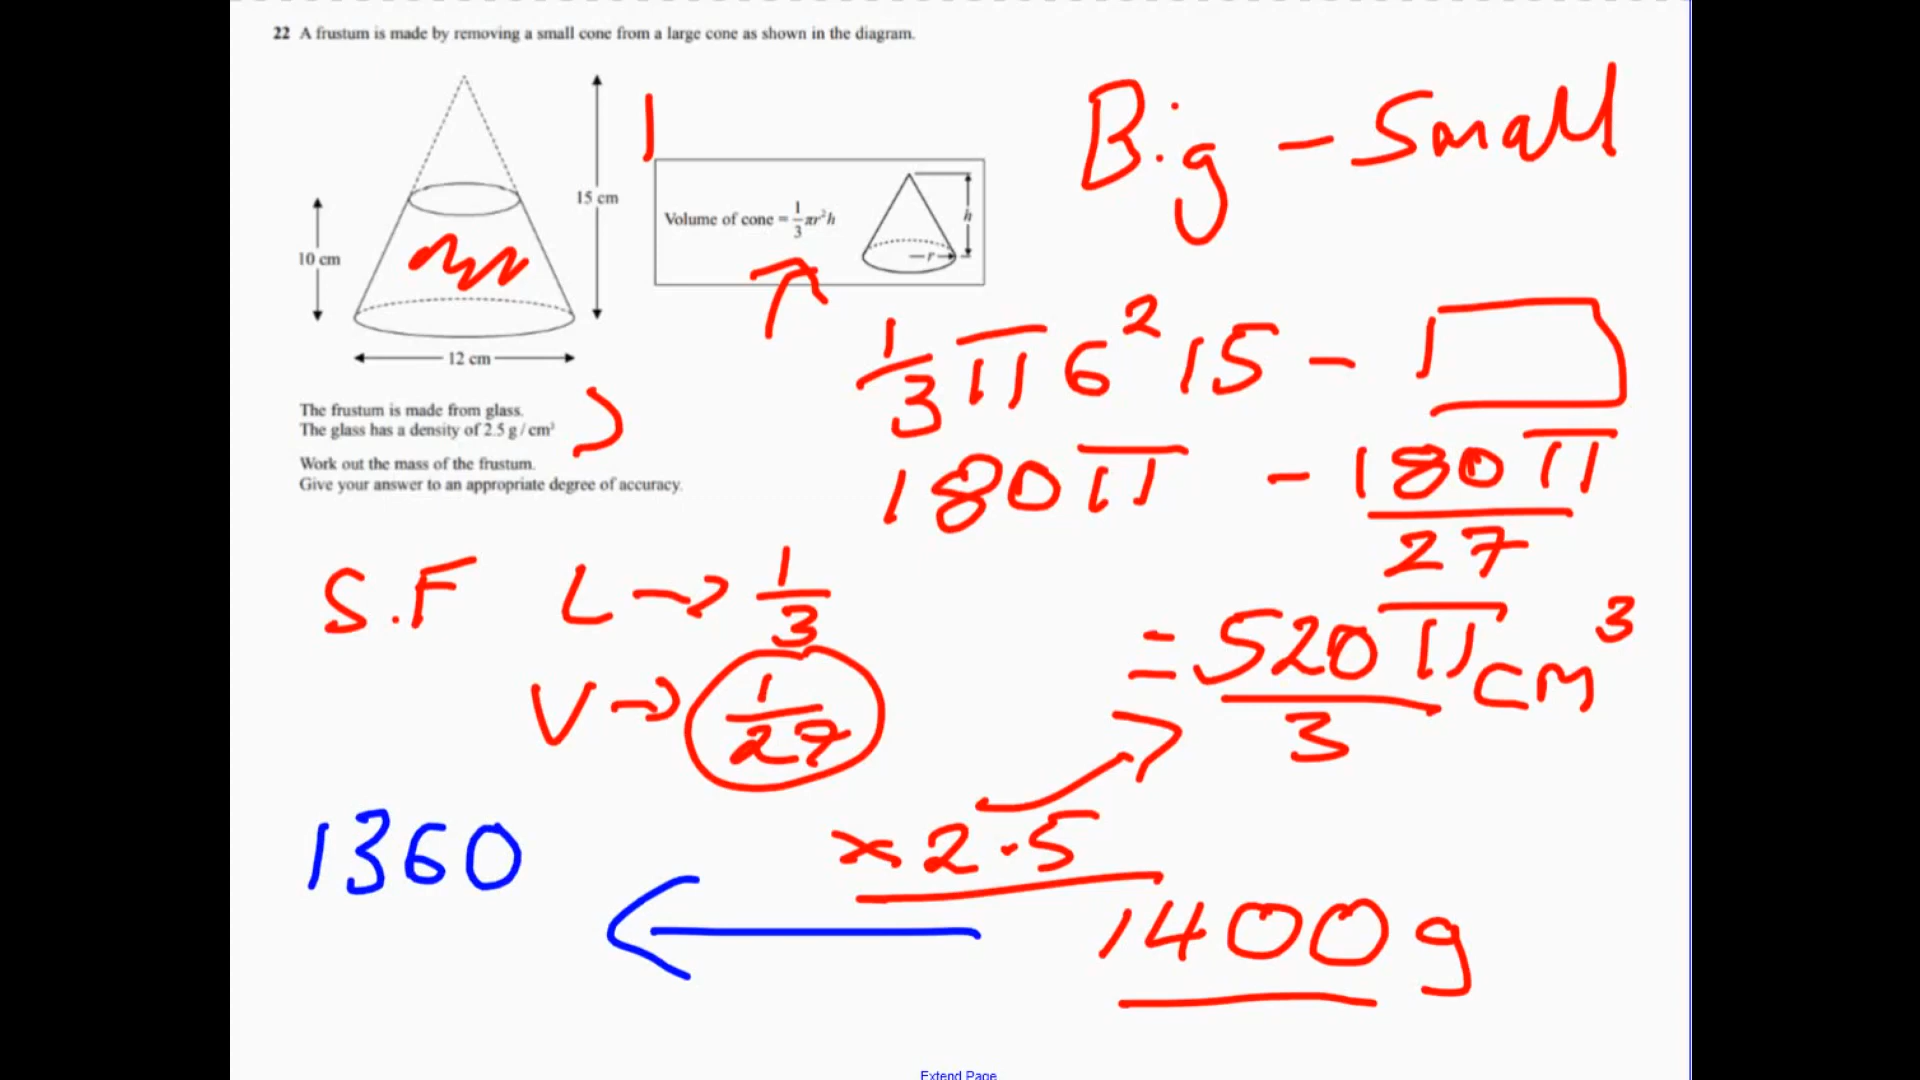 22 A frustum is made by removing a small cone from a large cone as shown in the diagram.
15 cm
10 cm
12 cm
Volume of cone = 1/3 πr²h
h
r
Big - Small
1/3 π 6² 15 -
180π - 180π/27
= 520π/3 cm³
The frustum is made from glass.
The glass has a density of 2.5 g / cm³
Work out the mass of the frustum.
Give your answer to an appropriate degree of accuracy.
S.F L → 1/3
V → 1/27
×2.5
1360
1400g
Extend Page